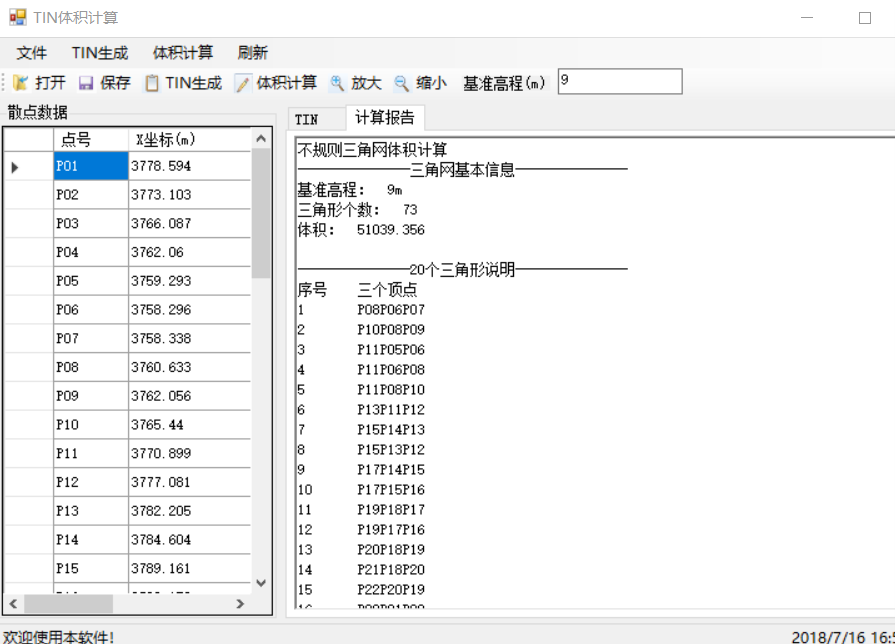 TIN体积计算
文件 TIN生成 体积计算 刷新
打开 保存 TIN生成 体积计算 放大 缩小 基准高程(m) 9
散点数据
点号 X坐标(m)
P01 3778.594
P02 3773.103
P03 3766.087
P04 3762.06
P05 3759.293
P06 3758.296
P07 3758.338
P08 3760.633
P09 3762.056
P10 3765.44
P11 3770.899
P12 3777.081
P13 3782.205
P14 3784.604
P15 3789.161
TIN 计算报告
不规则三角网体积计算
三角网基本信息
基准高程: 9m
三角形个数: 73
体积: 51039.356
20个三角形说明
序号 三个顶点
1 P08P06P07
2 P10P08P09
3 P11P05P06
4 P11P06P08
5 P11P08P10
6 P13P11P12
7 P15P14P13
8 P15P13P12
9 P17P14P15
10 P17P15P16
11 P19P18P17
12 P19P17P16
13 P20P18P19
14 P21P18P20
15 P22P20P19
欢迎使用本软件!
2018/7/16 16: